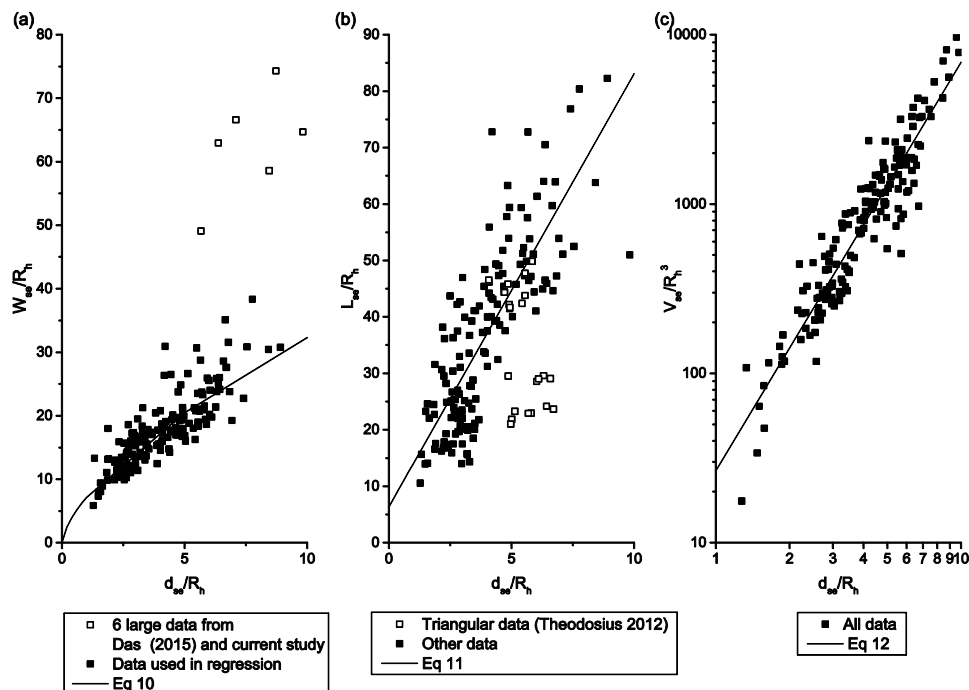 (a)
80
70
60
50
40
30
20
10
0
W_se/R_h
0 5 10
d_se/R_h
6 large data from
Das (2015) and current study
Data used in regression
Eq 10
(b)
90
80
70
60
50
40
30
20
10
0
L_se/R_h
0 5 10
d_se/R_h
Triangular data (Theodosius 2012)
Other data
Eq 11
(c)
10000
1000
100
10
V_se/R_h^3
1 2 3 4 5 6 7 8 9 10
d_se/R_h
All data
Eq 12